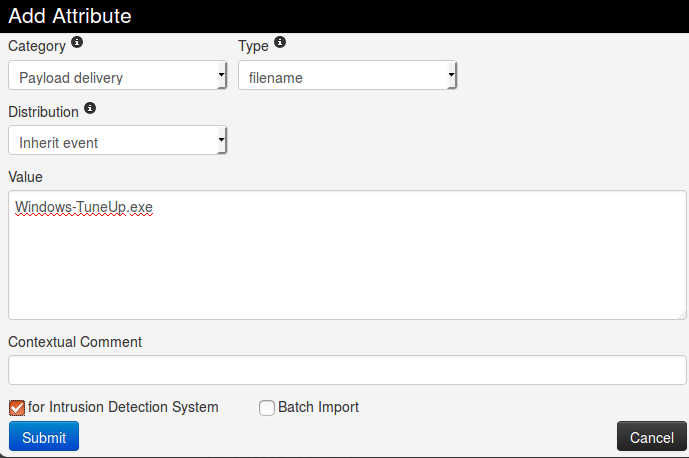 Add Attribute
Category Type
Payload delivery filename
Distribution
Inherit event
Value
Windows-TuneUp.exe
Contextual Comment
for Intrusion Detection System Batch Import
Submit Cancel